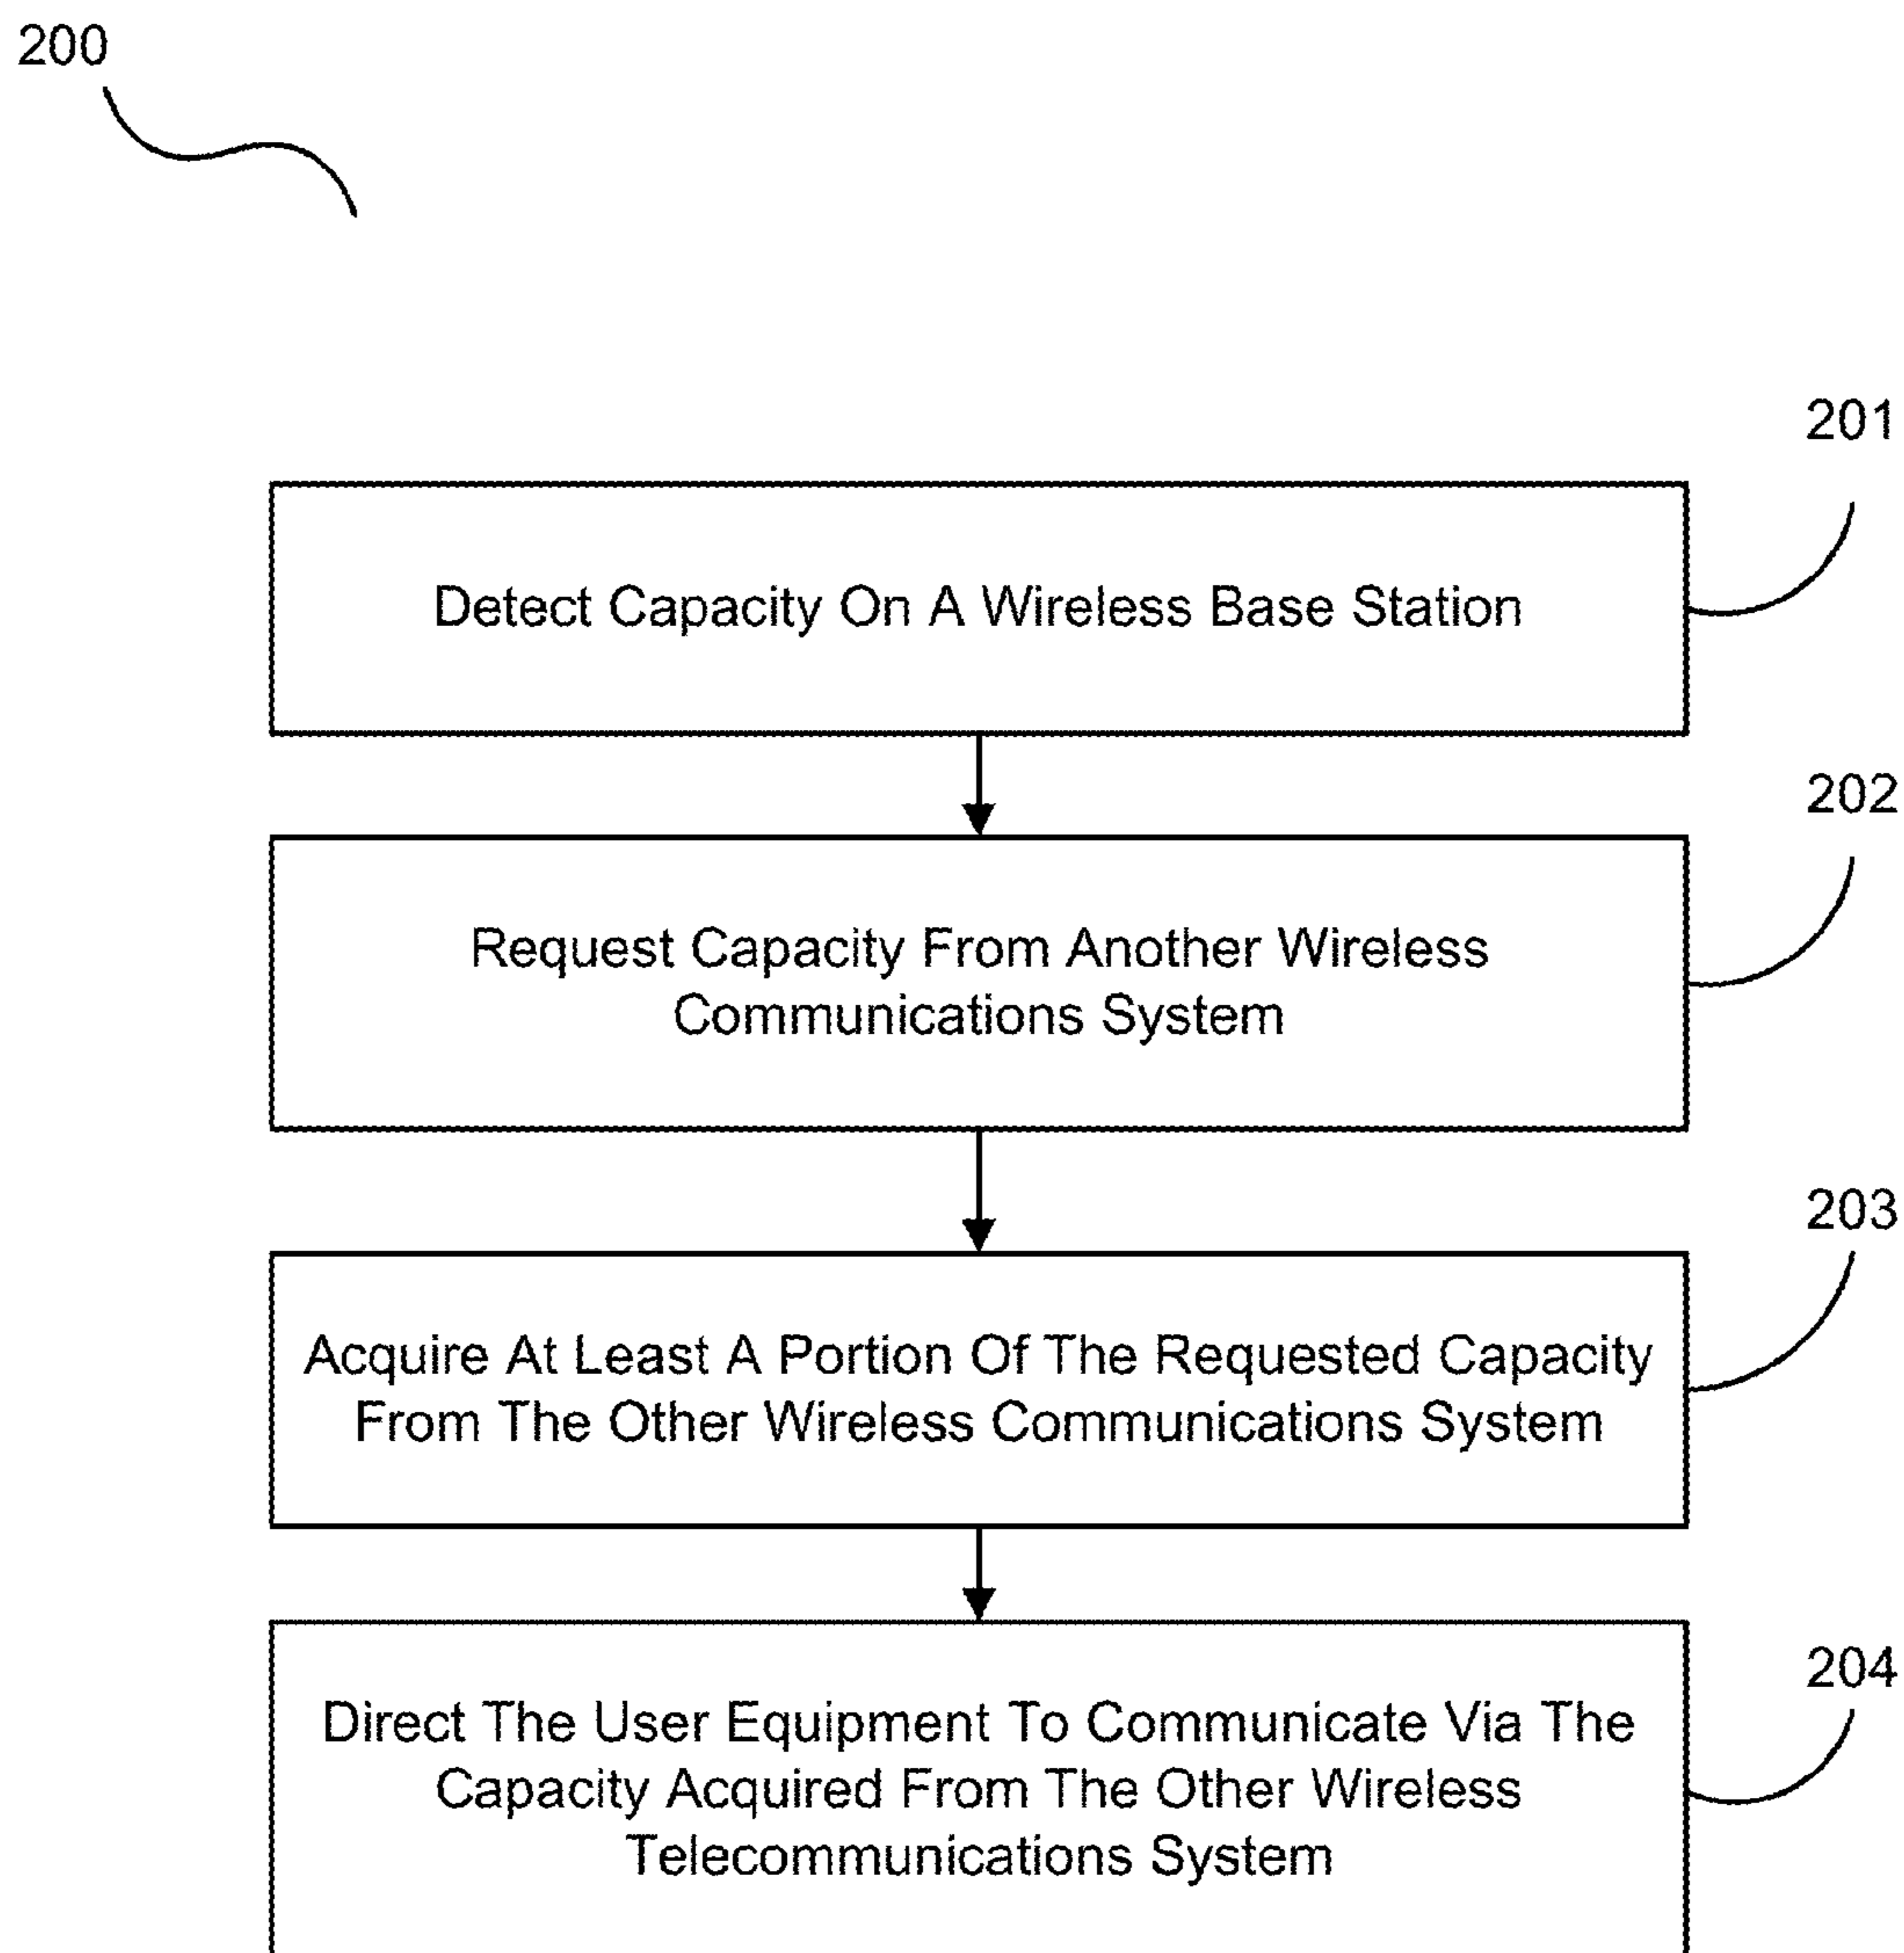 200
201
Detect Capacity On A Wireless Base Station
202
Request Capacity From Another Wireless
Communications System
203
Acquire At Least A Portion Of The Requested Capacity
From The Other Wireless Communications System
204
Direct The User Equipment To Communicate Via The
Capacity Acquired From The Other Wireless
Telecommunications System